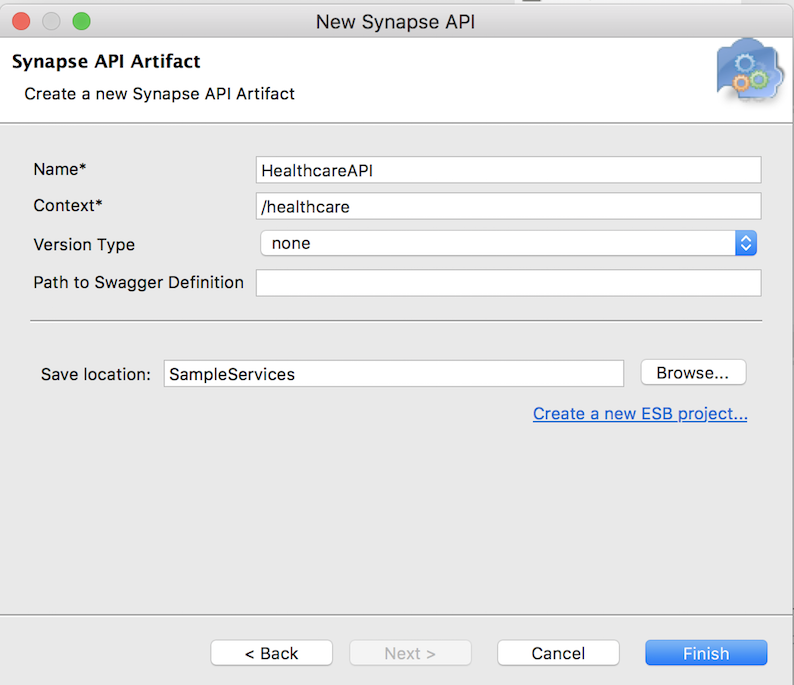 New Synapse API
Synapse API Artifact
Create a new Synapse API Artifact
Name* HealthcareAPI
Context* /healthcare
Version Type none
Path to Swagger Definition
Save location: SampleServices Browse...
Create a new ESB project...
< Back Next > Cancel Finish